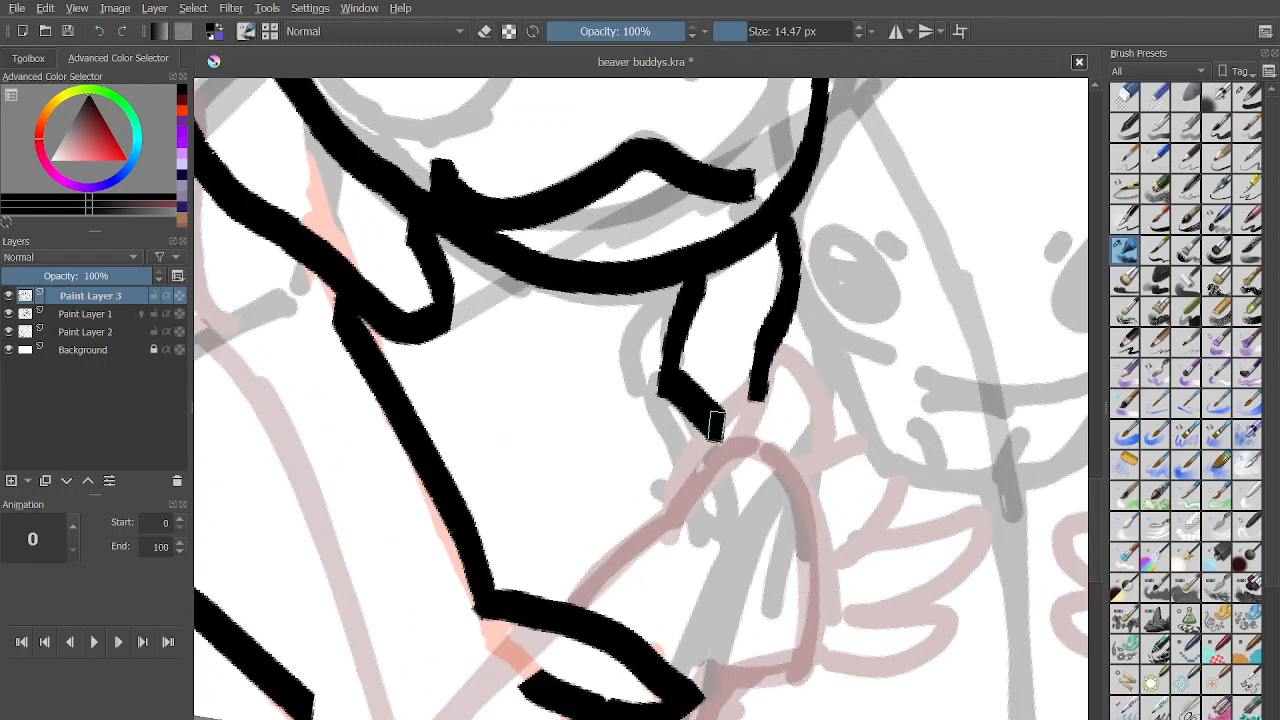 File Edit View Image Layer Select Filter Tools Settings Window Help
Normal Opacity: 100% Size: 14.47 px
Toolbox Advanced Color Selector
beaver buddys.kra *
Brush Presets
Advanced Color Selector
All Tag
Layers
Normal
Opacity: 100%
Paint Layer 3
Paint Layer 1
Paint Layer 2
Background
Animation
0
Start: 0
End: 100